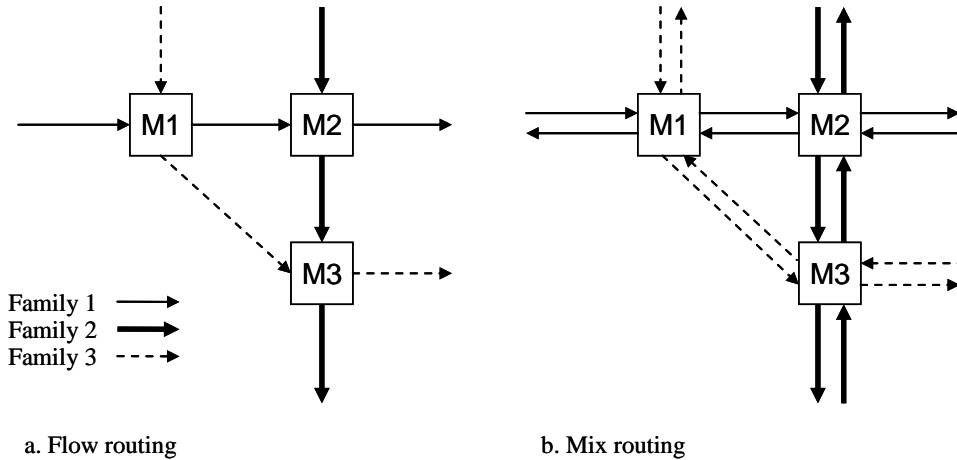 M1 M2
M3
Family 1
Family 2
Family 3
a. Flow routing
M1 M2
M3
b. Mix routing